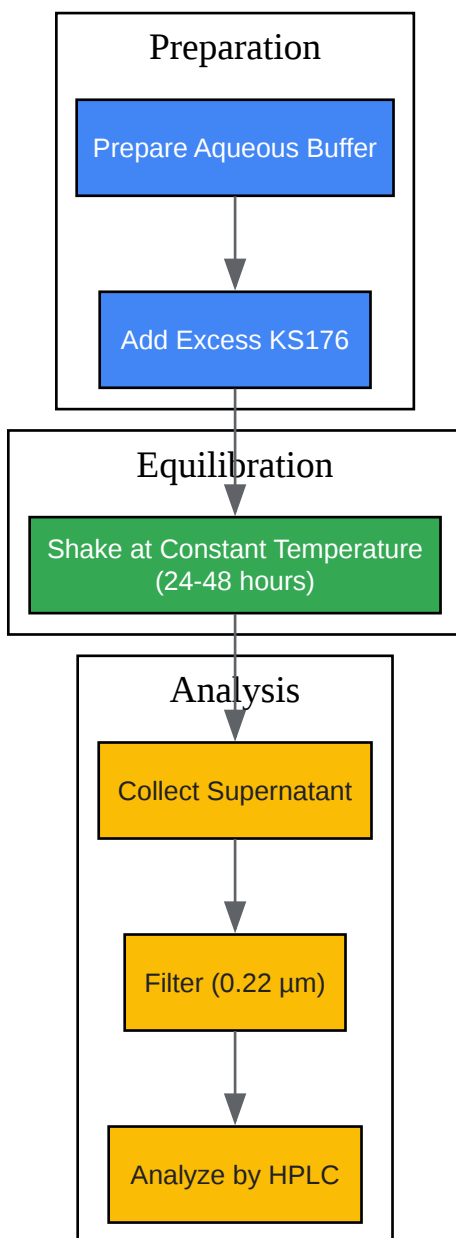 Preparation
Prepare Aqueous Buffer
Add Excess KS176
Equilibration
Shake at Constant Temperature
(24-48 hours)
Analysis
Collect Supernatant
Filter (0.22 µm)
Analyze by HPLC